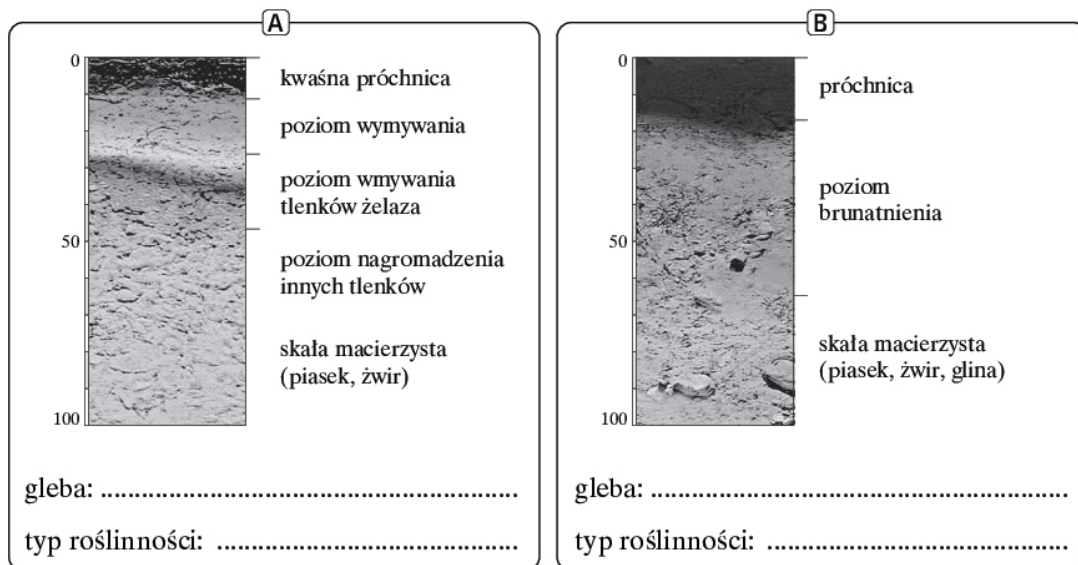 A
0
50
100
kwaśna próchnica
poziom wymywania
poziom wmywania
tlenków żelaza
poziom nagromadzenia
innych tlenków
skała macierzysta
(piasek, żwir)
gleba: ...............................................................
typ roślinności: .............................................
B
0
50
100
próchnica
poziom
brunatnienia
skała macierzysta
(piasek, żwir, glina)
gleba: ...............................................................
typ roślinności: .............................................